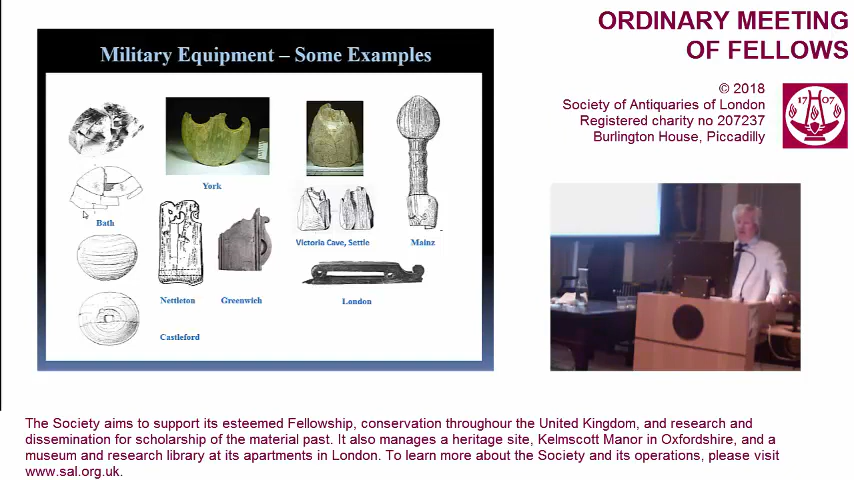 ORDINARY MEETING
OF FELLOWS
© 2018
Society of Antiquaries of London
Registered charity no 207237
Burlington House, Piccadilly
17 07
Military Equipment – Some Examples
York
Bath
Victoria Cave, Settle
Mainz
Nettleton
Greenwich
London
Castleford
The Society aims to support its esteemed Fellowship, conservation throughour the United Kingdom, and research and
dissemination for scholarship of the material past. It also manages a heritage site, Kelmscott Manor in Oxfordshire, and a
museum and research library at its apartments in London. To learn more about the Society and its operations, please visit
www.sal.org.uk.